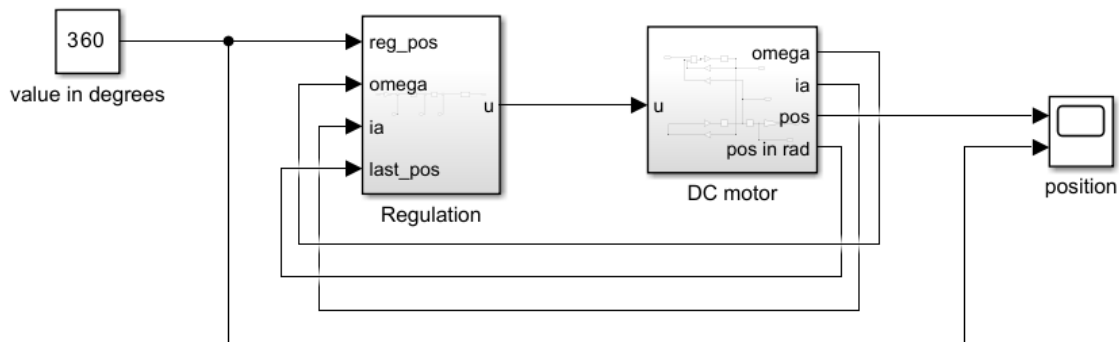 360
value in degrees
reg_pos
omega
ia
last_pos
u
Regulation
u
omega
ia
pos
pos in rad
DC motor
position